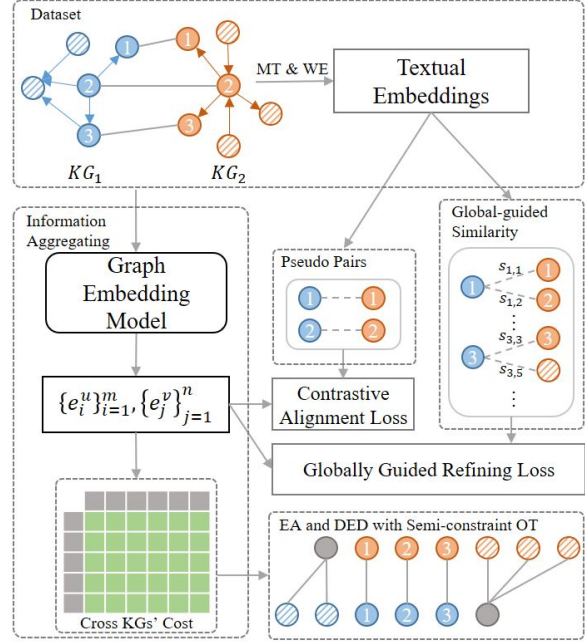 Dataset
1
1
2
2
3
3
KG₁
KG₂
MT & WE
Textual
Embeddings
Information
Aggregating
Graph
Embedding
Model
{e_i^u}_{i=1}^m, {e_j^v}_{j=1}^n
Cross KGs' Cost
Pseudo Pairs
1
1
2
2
Contrastive
Alignment Loss
Global-guided
Similarity
1
s₁,₁
1
s₁,₂
2
⋮
3
s₃,₃
3
s₃,₅
⋮
Globally Guided Refining Loss
EA and DED with Semi-constraint OT
1 2 3
1 2 3